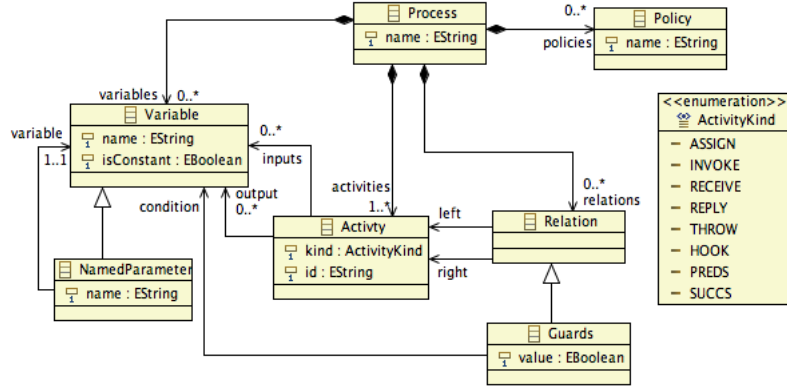 Process
name : EString
0..*
policies
Policy
name : EString
variables
0..*
Variable
name : EString
isConstant : EBoolean
variable
1..1
0..*
inputs
output
0..*
condition
activities
1..*
Activty
kind : ActivityKind
id : EString
left
right
0..*
relations
Relation
NamedParameter
name : EString
Guards
value : EBoolean
<<enumeration>>
ActivityKind
ASSIGN
INVOKE
RECEIVE
REPLY
THROW
HOOK
PREDS
SUCCS